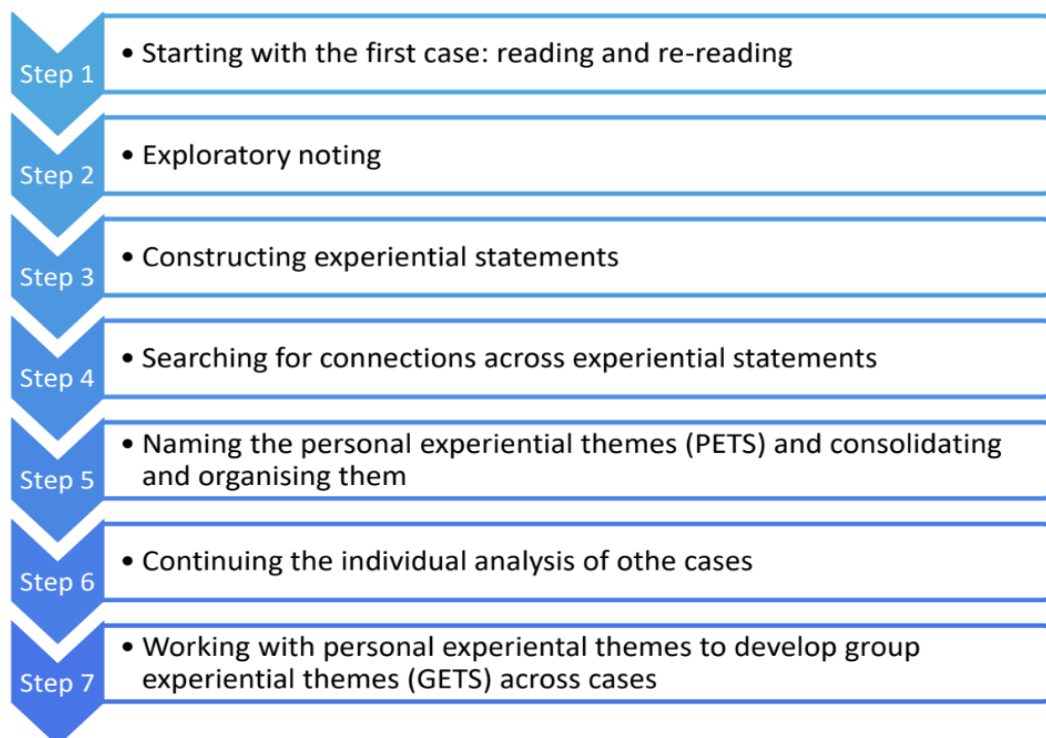 Step 1
• Starting with the first case: reading and re-reading
Step 2
• Exploratory noting
Step 3
• Constructing experiential statements
Step 4
• Searching for connections across experiential statements
Step 5
• Naming the personal experiential themes (PETS) and consolidating
and organising them
Step 6
• Continuing the individual analysis of othe cases
Step 7
• Working with personal experiental themes to develop group
experiential themes (GETS) across cases